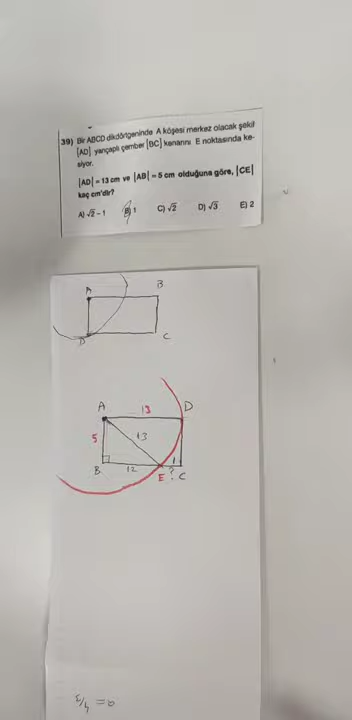 39) Bir ABCD dikdörtgeninde A köşesi merkez olacak şekil
[AD] yarıçaplı çember [BC] kenarını E noktasında ke-
siyor.
|AD| = 13 cm ve |AB| = 5 cm olduğuna göre, |CE|
kaç cm'dir?
A) √2 - 1 B) 1 C) √2 D) √3 E) 2
A B
D C
A 13 D
5 13
B 12 E ? C